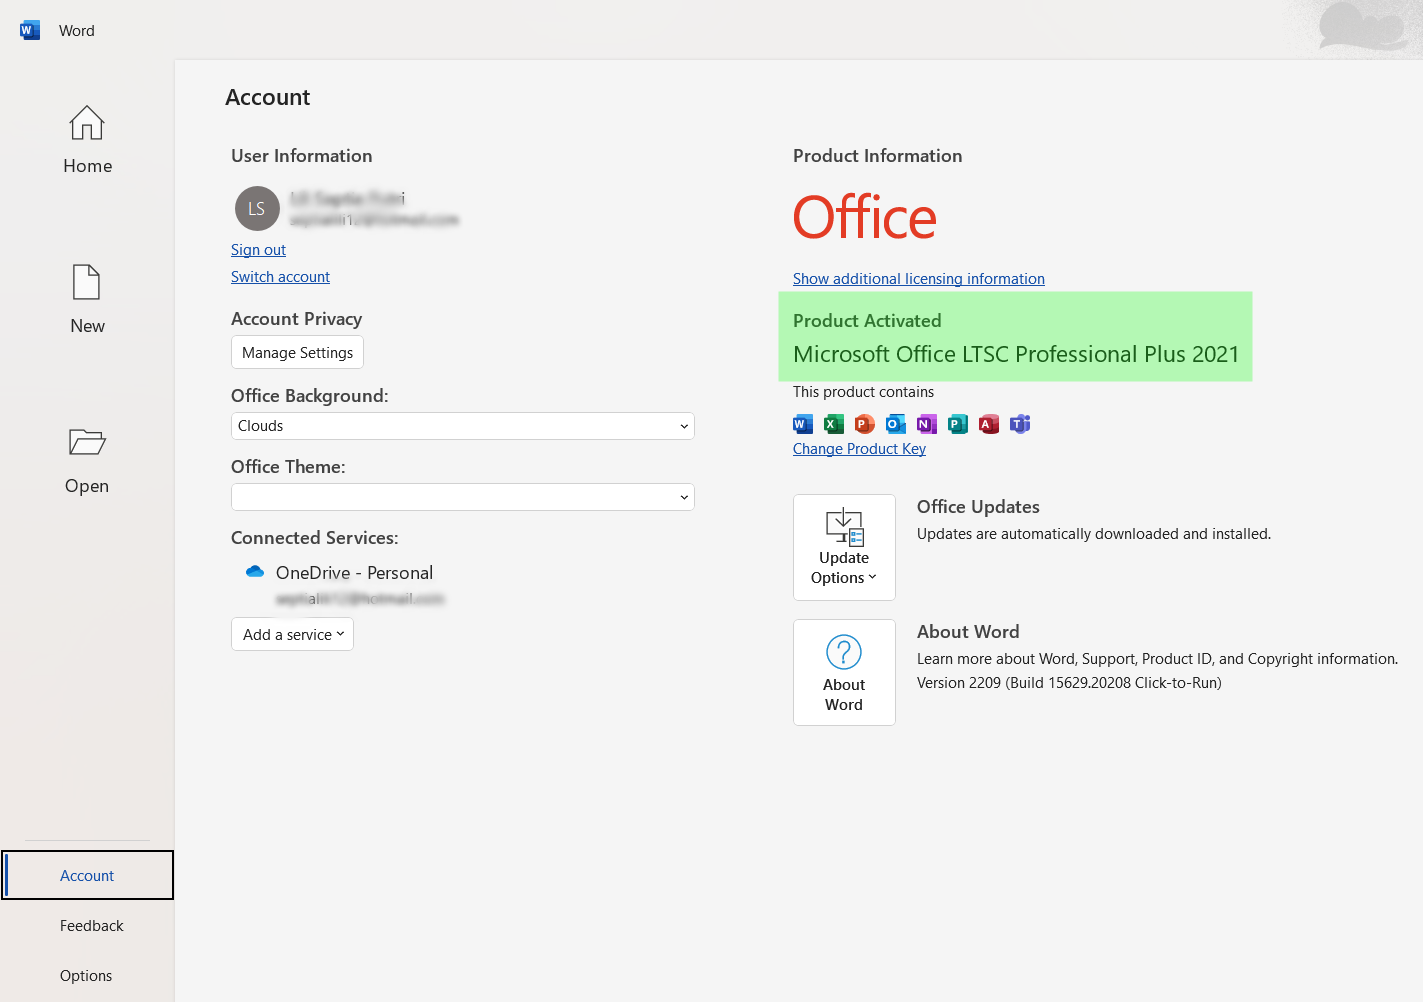 Word
Home
New
Open
Account
Feedback
Options
Account
User Information
LS
Sign out
Switch account
Account Privacy
Manage Settings
Office Background:
Clouds
Office Theme:
Connected Services:
OneDrive - Personal
Add a service
Product Information
Office
Show additional licensing information
Product Activated
Microsoft Office LTSC Professional Plus 2021
This product contains
Change Product Key
Update
Options
Office Updates
Updates are automatically downloaded and installed.
About
Word
About Word
Learn more about Word, Support, Product ID, and Copyright information.
Version 2209 (Build 15629.20208 Click-to-Run)